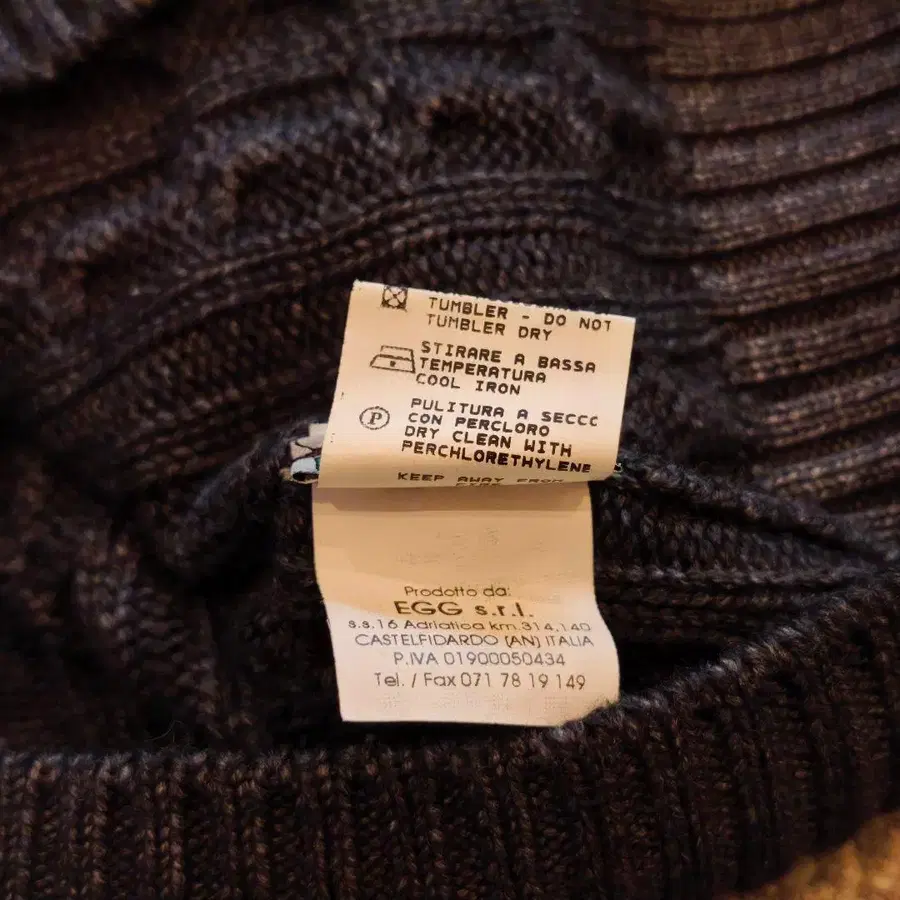 TUMBLER - DO NOT
TUMBLER DRY
STIRARE A BASSA
TEMPERATURA
COOL IRON
P
PULITURA A SECCO
CON PERCLORO
DRY CLEAN WITH
PERCHLORETHYLENE
KEEP AWAY FROM
FIRE
Prodotto da:
EGG s.r.l.
s.s.16 Adriatica km 314,140
CASTELFIDARDO (AN) ITALIA
P.IVA 01900050434
Tel. / Fax 071 78 19 149